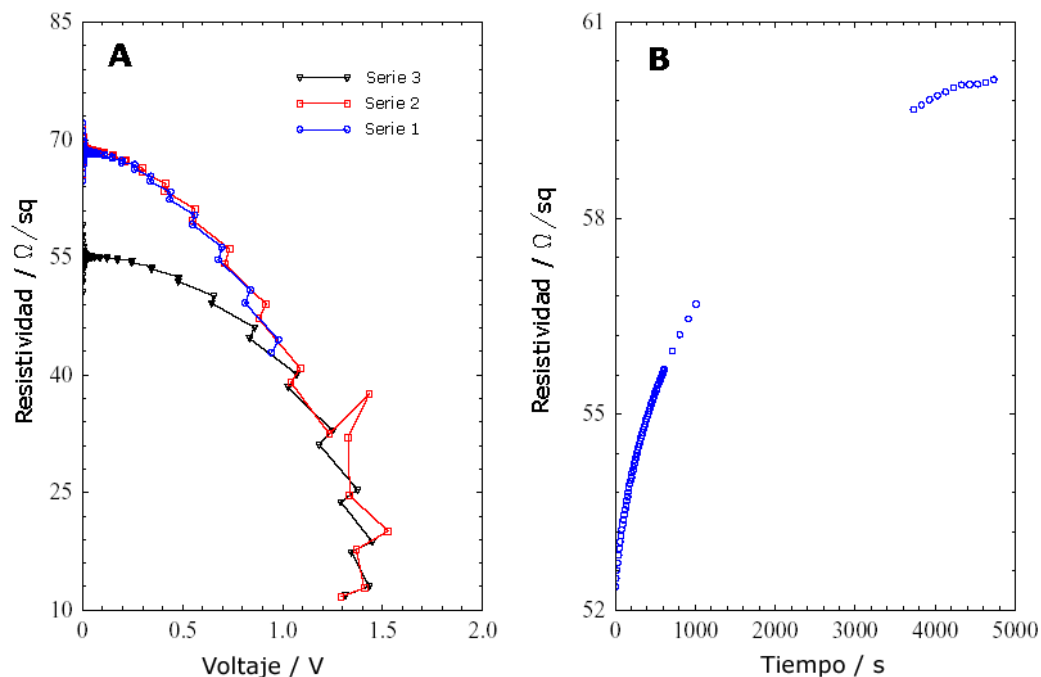 A
85
70
55
40
25
10
Resistividad / Ω/sq
0
0.5
1.0
1.5
2.0
Voltaje / V
Serie 3
Serie 2
Serie 1
B
61
58
55
52
Resistividad / Ω/sq
0
1000
2000
3000
4000
5000
Tiempo / s